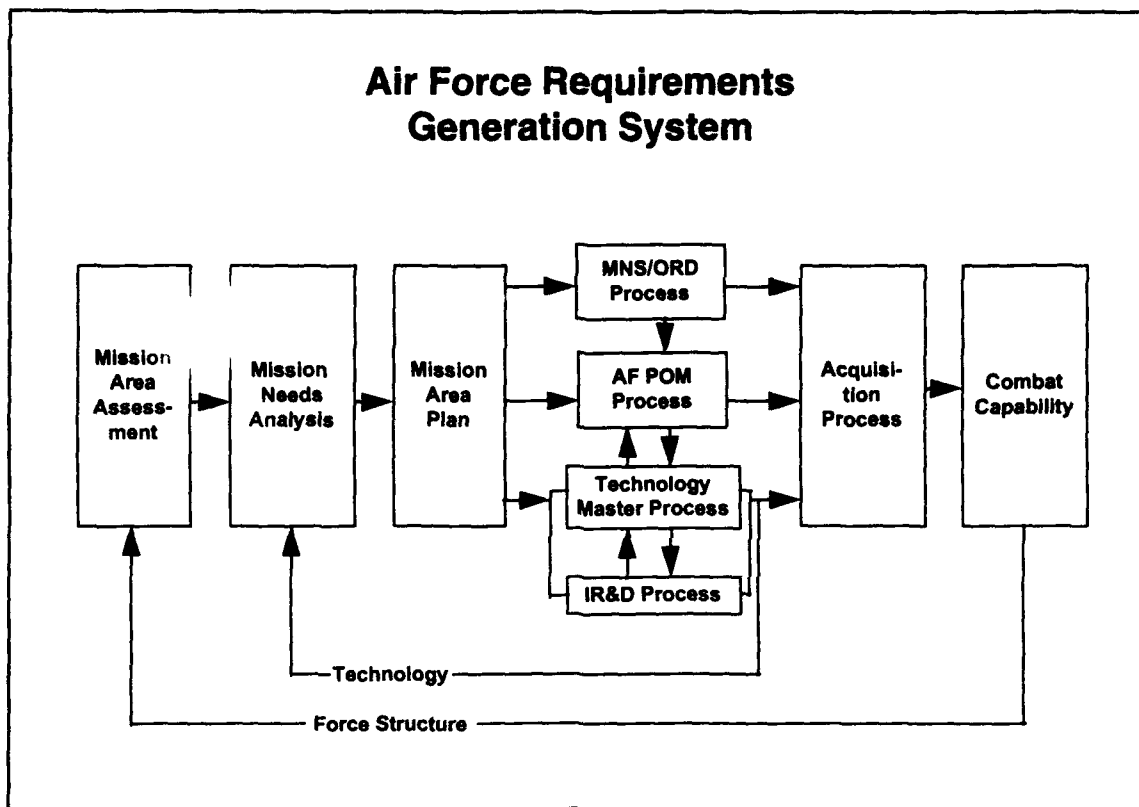 Air Force Requirements
Generation System
Mission
Area
Assess-
ment
Mission
Needs
Analysis
Mission
Area
Plan
MNS/ORD
Process
AF POM
Process
Technology
Master Process
IR&D Process
Acquisi-
tion
Process
Combat
Capability
Technology
Force Structure